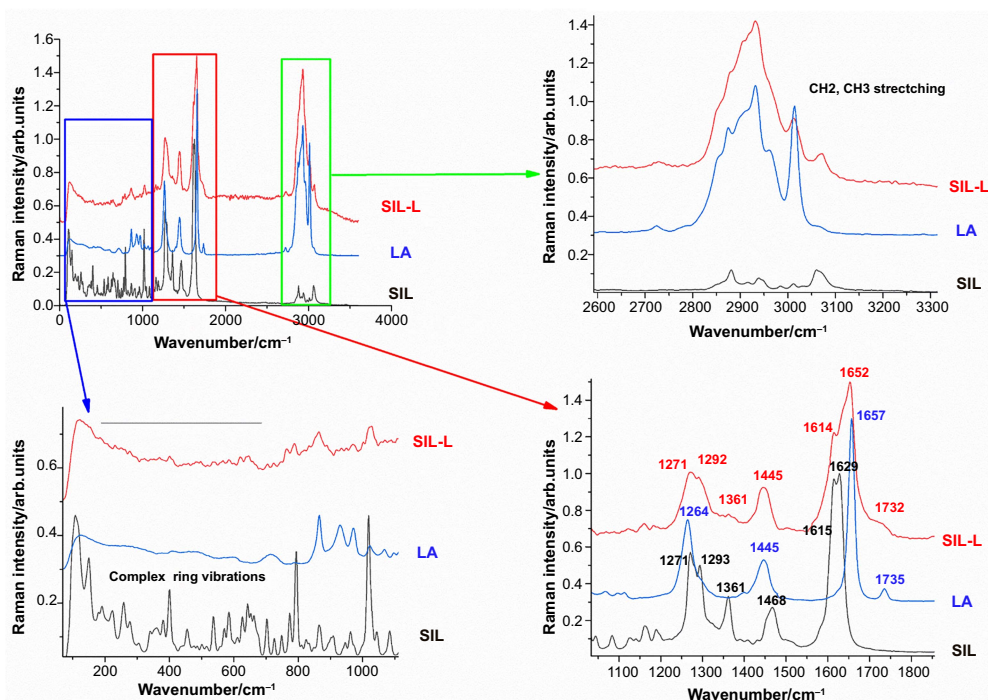 1.6
1.4
1.2
1.0
0.8
0.6
0.4
0.2
0.0
Raman intensity/arb.units
SIL-L
LA
SIL
0 1000 2000 3000 4000
Wavenumber/cm⁻¹
1.4
1.2
1.0
0.8
0.6
0.4
0.2
Raman intensity/arb.units
CH2, CH3 strectching
SIL-L
LA
SIL
2600 2700 2800 2900 3000 3100 3200 3300
Wavenumber/cm⁻¹
0.6
0.4
0.2
Raman intensity/arb.units
SIL-L
LA
Complex ring vibrations
SIL
200 400 600 800 1000
Wavenumber/cm⁻¹
1.4
1.2
1.0
0.8
0.6
0.4
0.2
Raman intensity/arb.units
1652
1657
1614
1629
1271 1292
1445
1361
1732
1264
1615
SIL-L
1271 1293
1445
1361
1468
1735
LA
SIL
1100 1200 1300 1400 1500 1600 1700 1800
Wavenumber/cm⁻¹